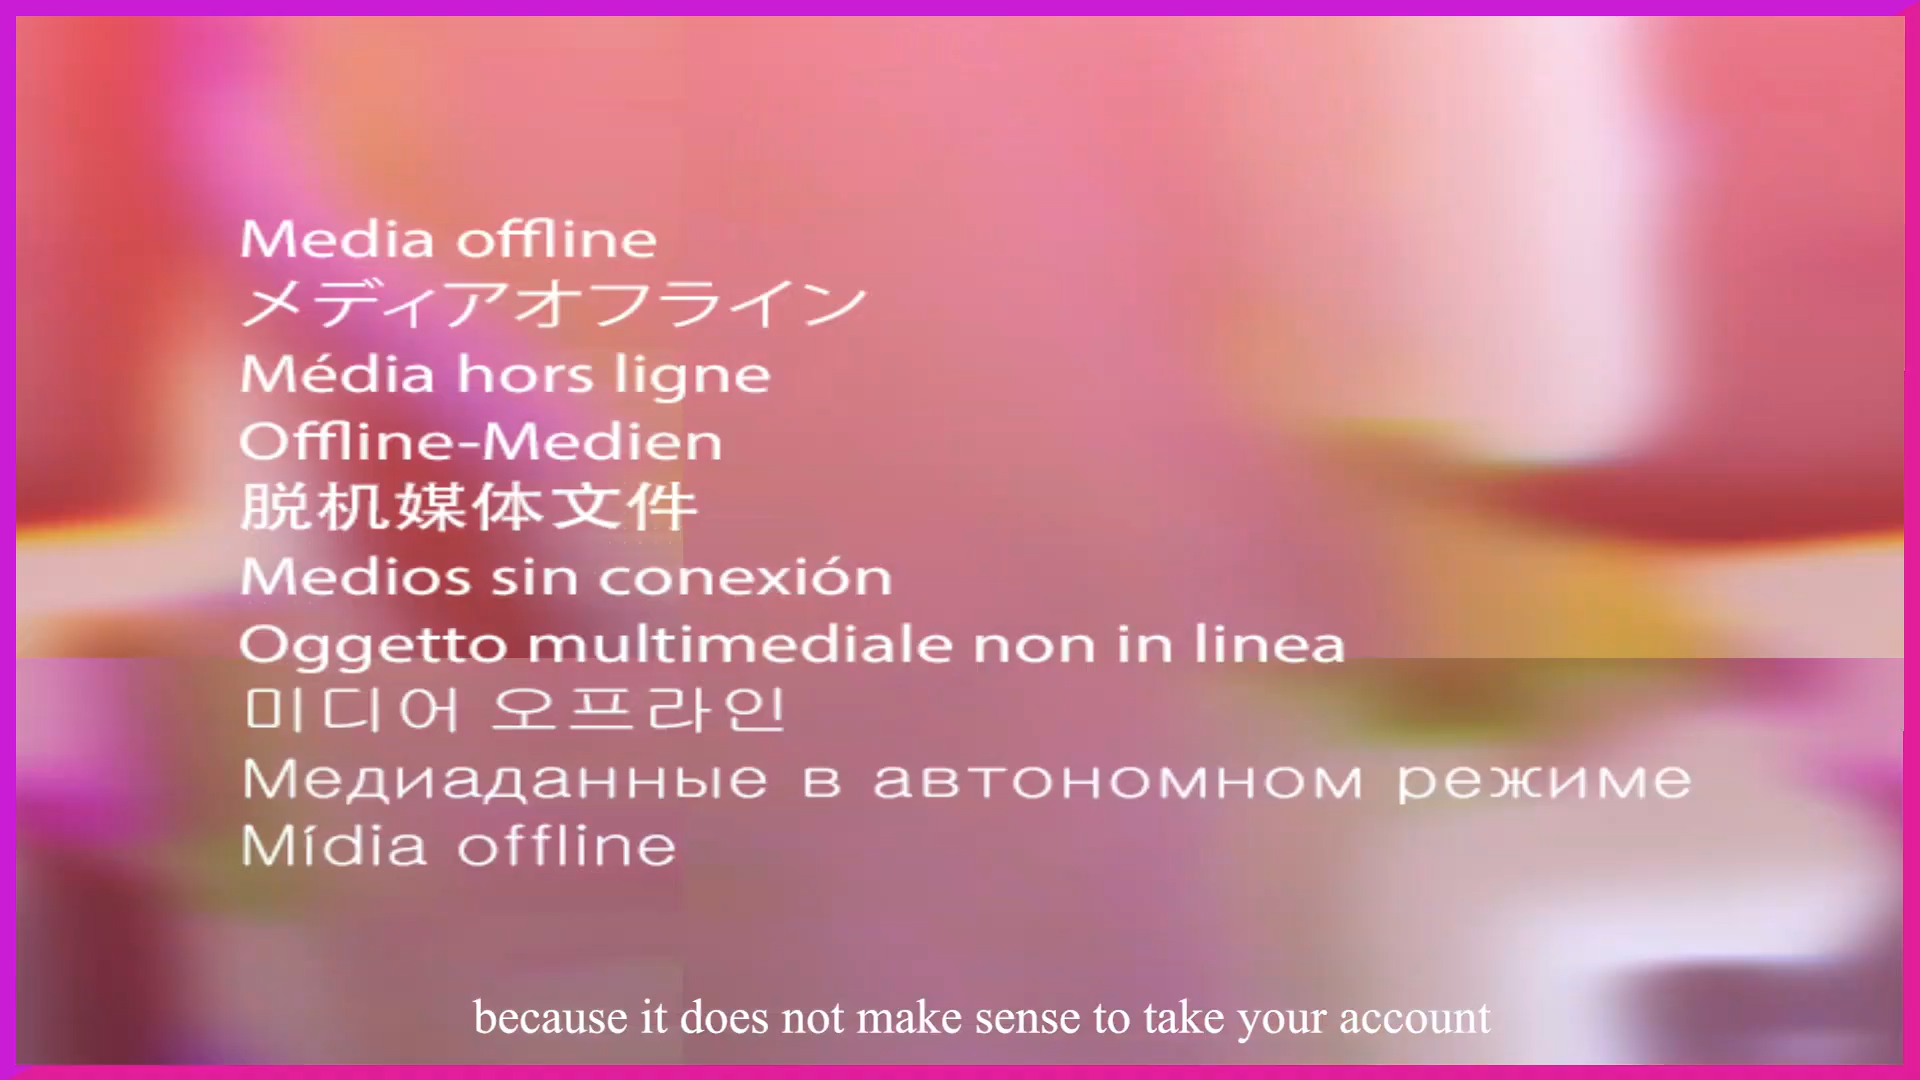 Media offline
メディアオフライン
Média hors ligne
Offline-Medien
脱机媒体文件
Medios sin conexión
Oggetto multimediale non in linea
미디어 오프라인
Медиаданные в автономном режиме
Mídia offline
because it does not make sense to take your account